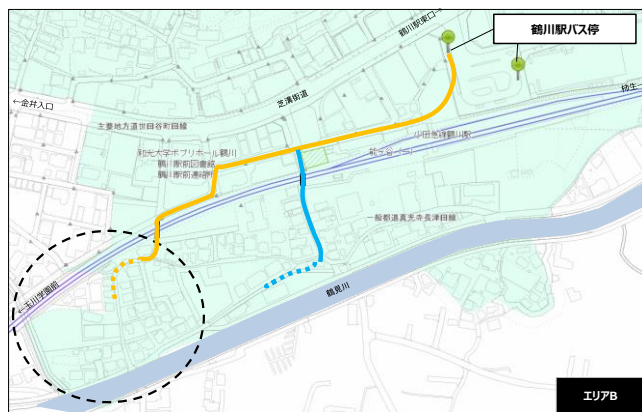 鶴川駅東口
鶴川駅バス停
芝溝街道
柿生→
←金井入口
主要地方道世田谷町田線
小田急線鶴川駅
和光大学ポプリホール鶴川
鶴川駅前図書館
鶴川駅前連絡所
一般都道真光寺長津田線
←玉川学園前
鶴見川
エリアB